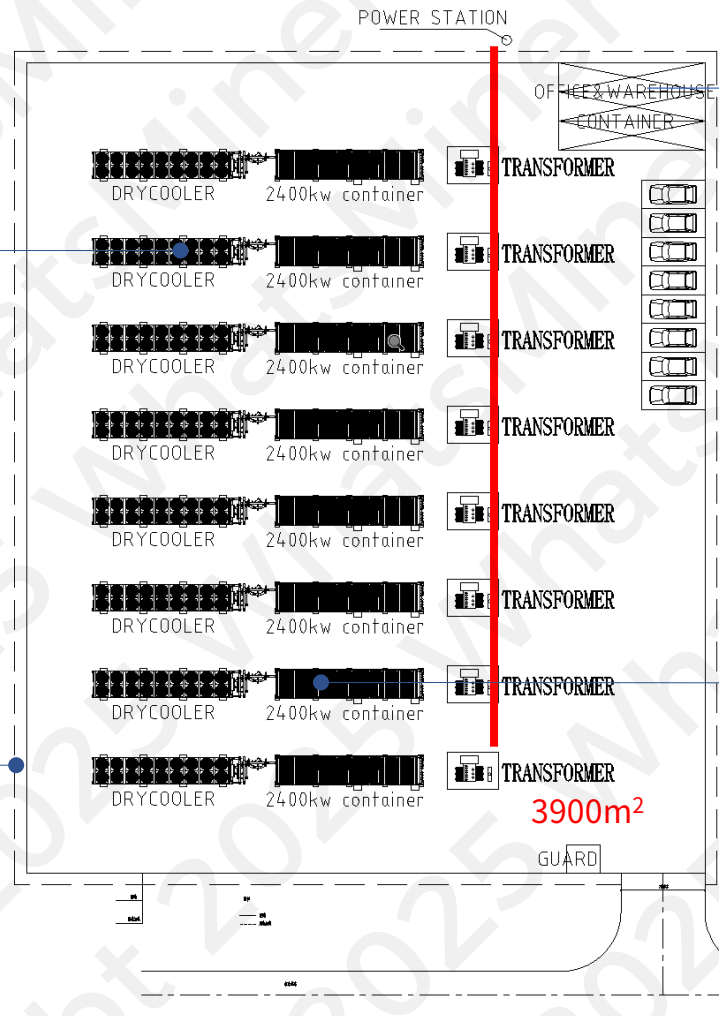 POWER STATION
OFFICE&WAREHOUSE
CONTAINER
DRYCOOLER 2400kw container TRANSFORMER
DRYCOOLER 2400kw container TRANSFORMER
DRYCOOLER 2400kw container TRANSFORMER
DRYCOOLER 2400kw container TRANSFORMER
DRYCOOLER 2400kw container TRANSFORMER
DRYCOOLER 2400kw container TRANSFORMER
DRYCOOLER 2400kw container TRANSFORMER
DRYCOOLER 2400kw container TRANSFORMER
3900m²
GUARD
2025 WhatsMiner